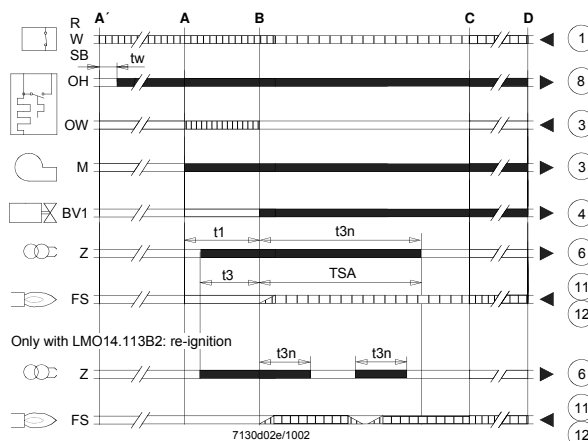 A´ A B C D
R
W 1
SB tw
OH 8
OW 3
M 3
BV1 4
t1 t3n
Z 6
t3 TSA
FS 11
12
Only with LMO14.113B2: re-ignition
t3n t3n
Z 6
FS 11
12
7130d02e/1002